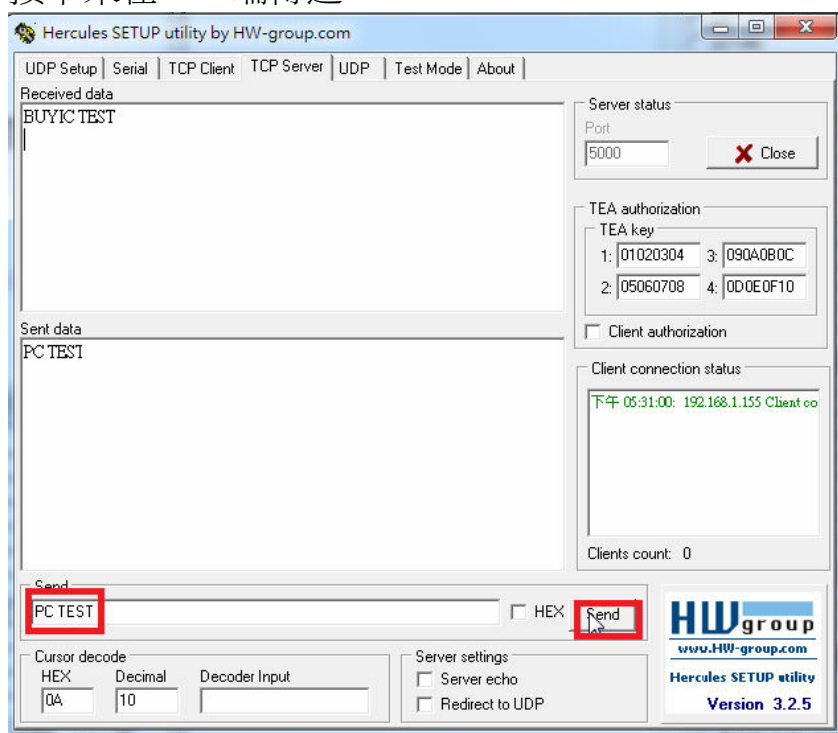 Hercules SETUP utility by HW-group.com
UDP Setup Serial TCP Client TCP Server UDP Test Mode About
Received data
BUYIC TEST
Server status
Port
5000
Close
TEA authorization
TEA key
1: 01020304 3: 090A0B0C
2: 05060708 4: 0D0E0F10
Client authorization
Sent data
PC TEST
Client connection status
下午 05:31:00: 192.168.1.155 Client co
Clients count: 0
Send
PC TEST
HEX
Send
Cursor decode
HEX Decimal Decoder Input
0A 10
Server settings
Server echo
Redirect to UDP
HW group
www.HW-group.com
Hercules SETUP utility
Version 3.2.5